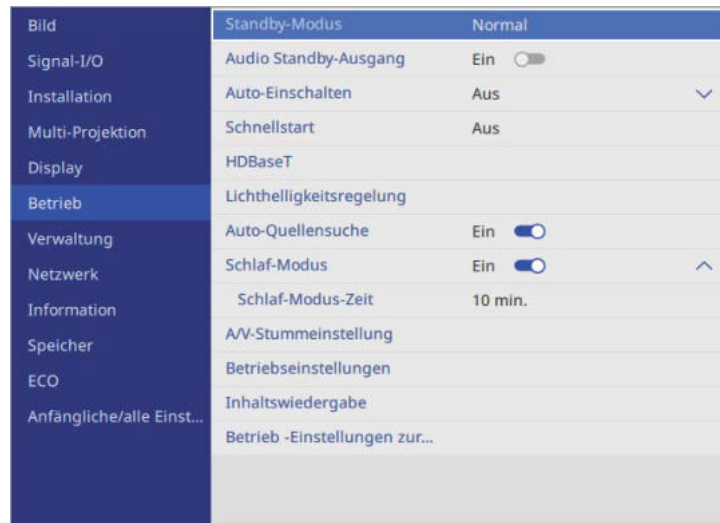 Bild
Signal-I/O
Installation
Multi-Projektion
Display
Betrieb
Verwaltung
Netzwerk
Information
Speicher
ECO
Anfängliche/alle Einst...
Standby-Modus Normal
Audio Standby-Ausgang Ein
Auto-Einschalten Aus
Schnellstart Aus
HDBaseT
Lichthelligkeitsregelung
Auto-Quellensuche Ein
Schlaf-Modus Ein
Schlaf-Modus-Zeit 10 min.
A/V-Stummeinstellung
Betriebseinstellungen
Inhaltswiedergabe
Betrieb -Einstellungen zur...